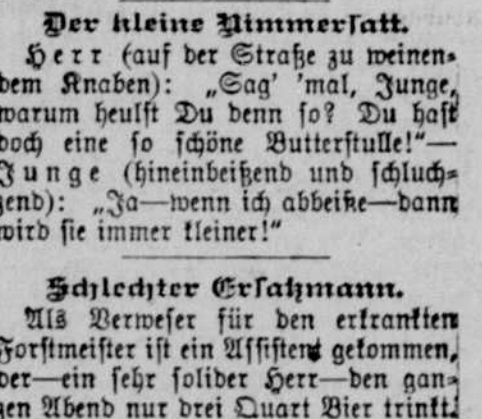 Der kleine Nimmersatt.
Herr (auf der Straße zu weinen-
dem Knaben): „Sag' 'mal, Junge,
warum heulst Du denn so? Du hast
doch eine so schöne Butterstulle!"—
Junge (hineinbeißend und schluch-
zend): „Ja—wenn ich abbeiße—dann
wird sie immer kleiner!"
Schlechter Ersatzmann.
Als Verweser für den erkrankten
Forstmeister ist ein Assistent gekommen,
der—ein sehr solider Herr—den gan-
zen Abend nur drei Quart Bier trinkt.